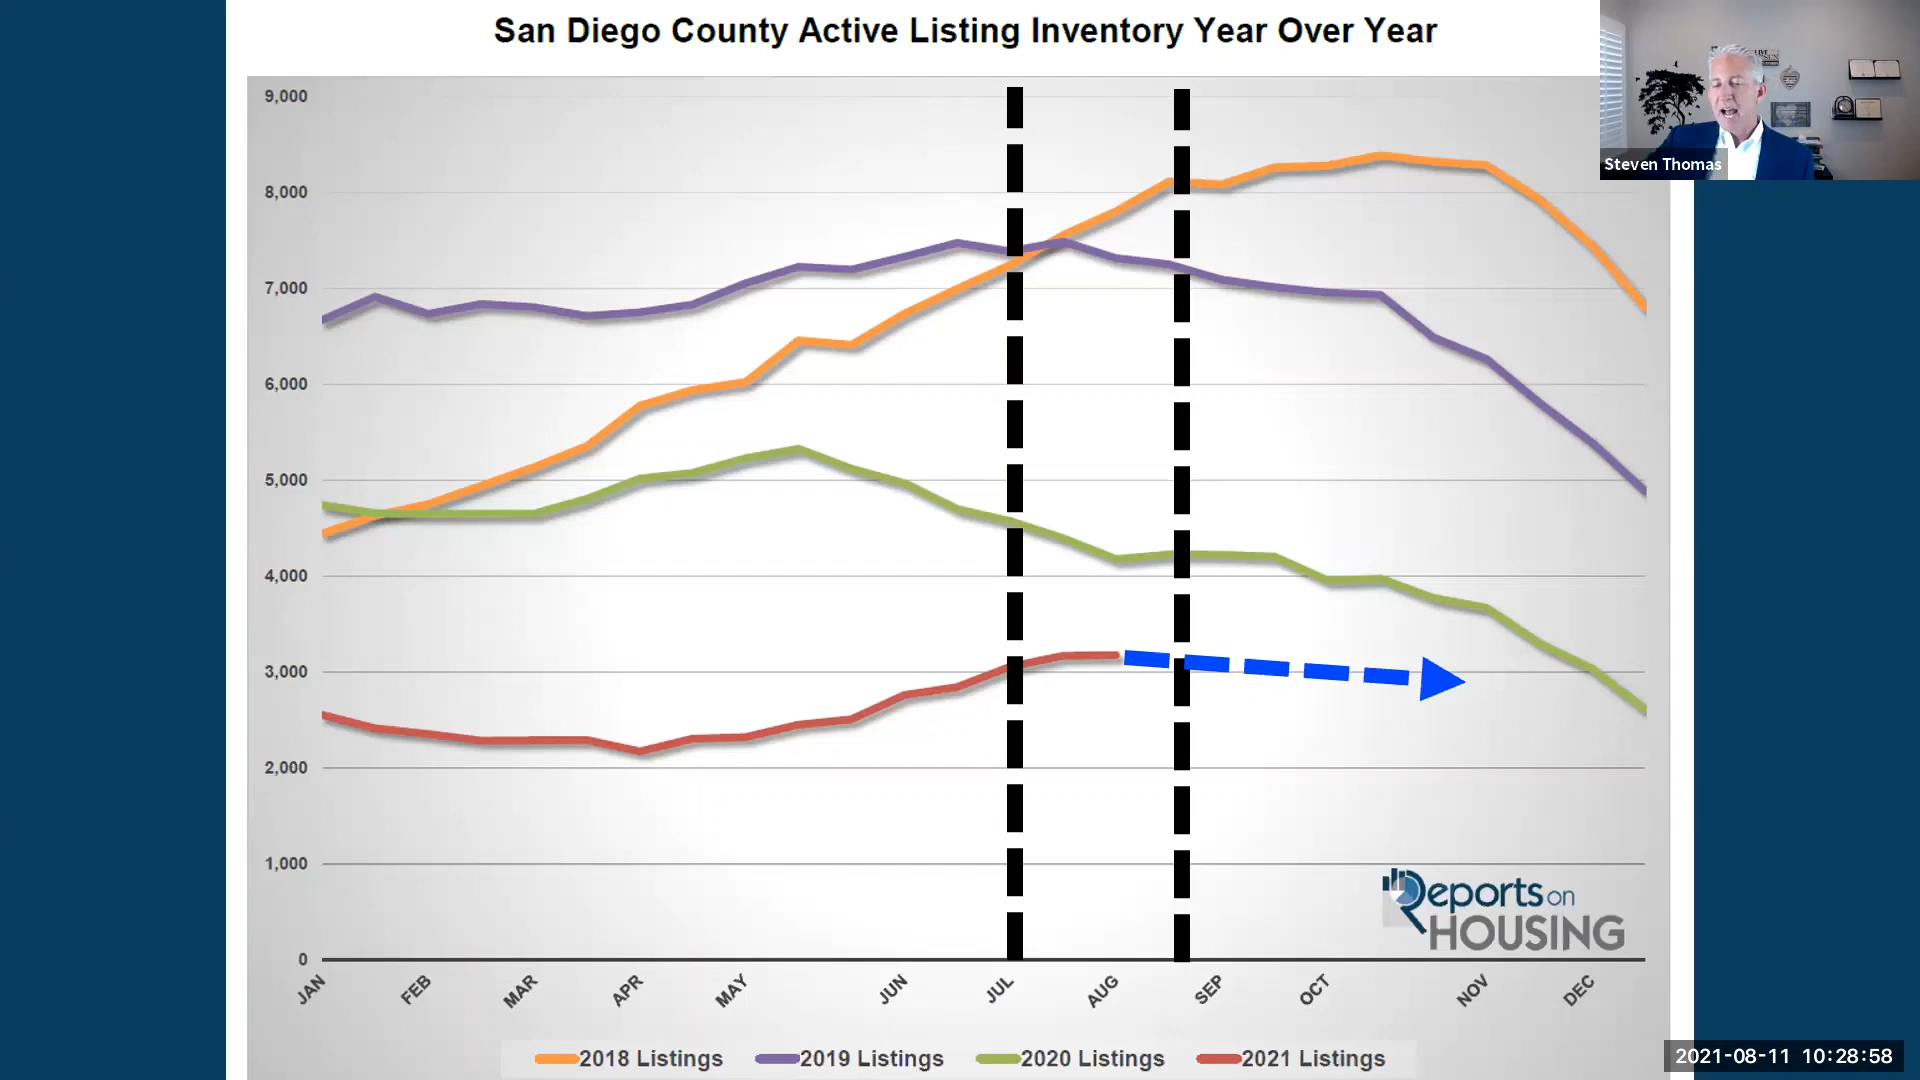 San Diego County Active Listing Inventory Year Over Year
Steven Thomas
9,000
8,000
7,000
6,000
5,000
4,000
3,000
2,000
1,000
0
JAN
FEB
MAR
APR
MAY
JUN
JUL
AUG
SEP
OCT
NOV
DEC
Reports on
HOUSING
2018 Listings
2019 Listings
2020 Listings
2021 Listings
2021-08-11 10:28:58